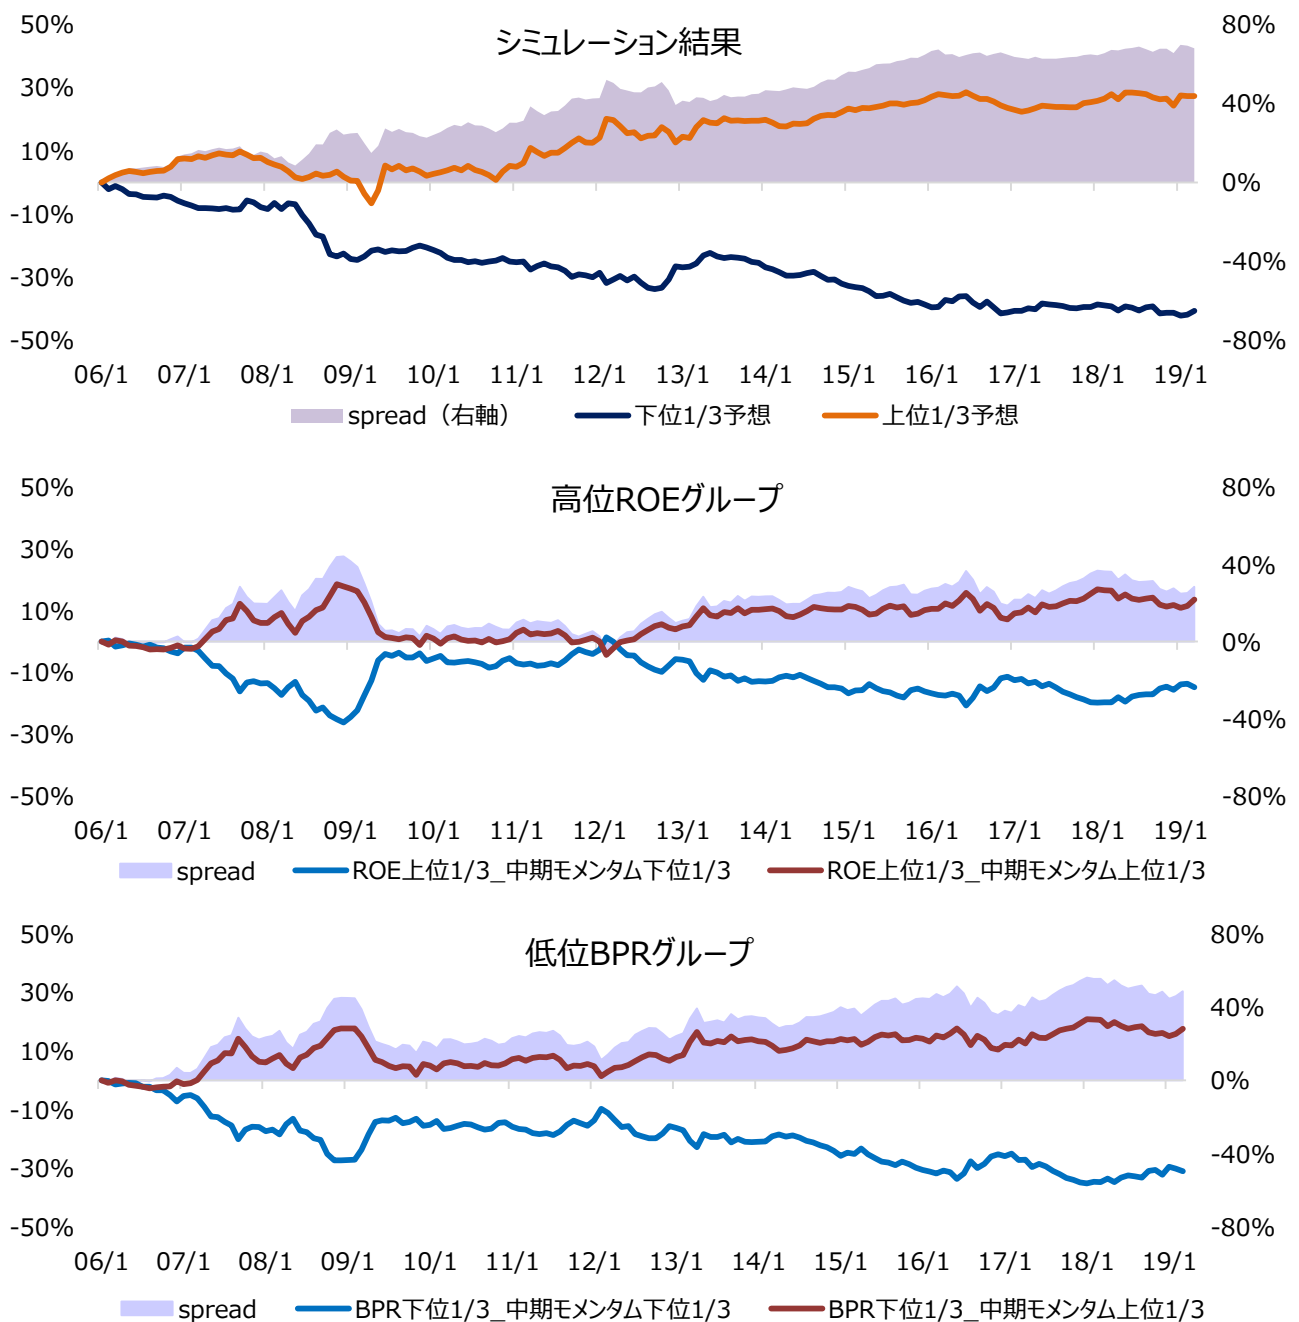 シミュレーション結果
50% 80%
30% 40%
10% 0%
-10%
-30% -40%
-50% -80%
06/1 07/1 08/1 09/1 10/1 11/1 12/1 13/1 14/1 15/1 16/1 17/1 18/1 19/1
spread（右軸） 下位1/3予想 上位1/3予想
高位ROEグループ
50% 80%
30% 40%
10% 0%
-10%
-30% -40%
-50% -80%
06/1 07/1 08/1 09/1 10/1 11/1 12/1 13/1 14/1 15/1 16/1 17/1 18/1 19/1
spread ROE上位1/3_中期モメンタム下位1/3 ROE上位1/3_中期モメンタム上位1/3
低位BPRグループ
50% 80%
30% 40%
10% 0%
-10%
-30% -40%
-50% -80%
06/1 07/1 08/1 09/1 10/1 11/1 12/1 13/1 14/1 15/1 16/1 17/1 18/1 19/1
spread BPR下位1/3_中期モメンタム下位1/3 BPR下位1/3_中期モメンタム上位1/3